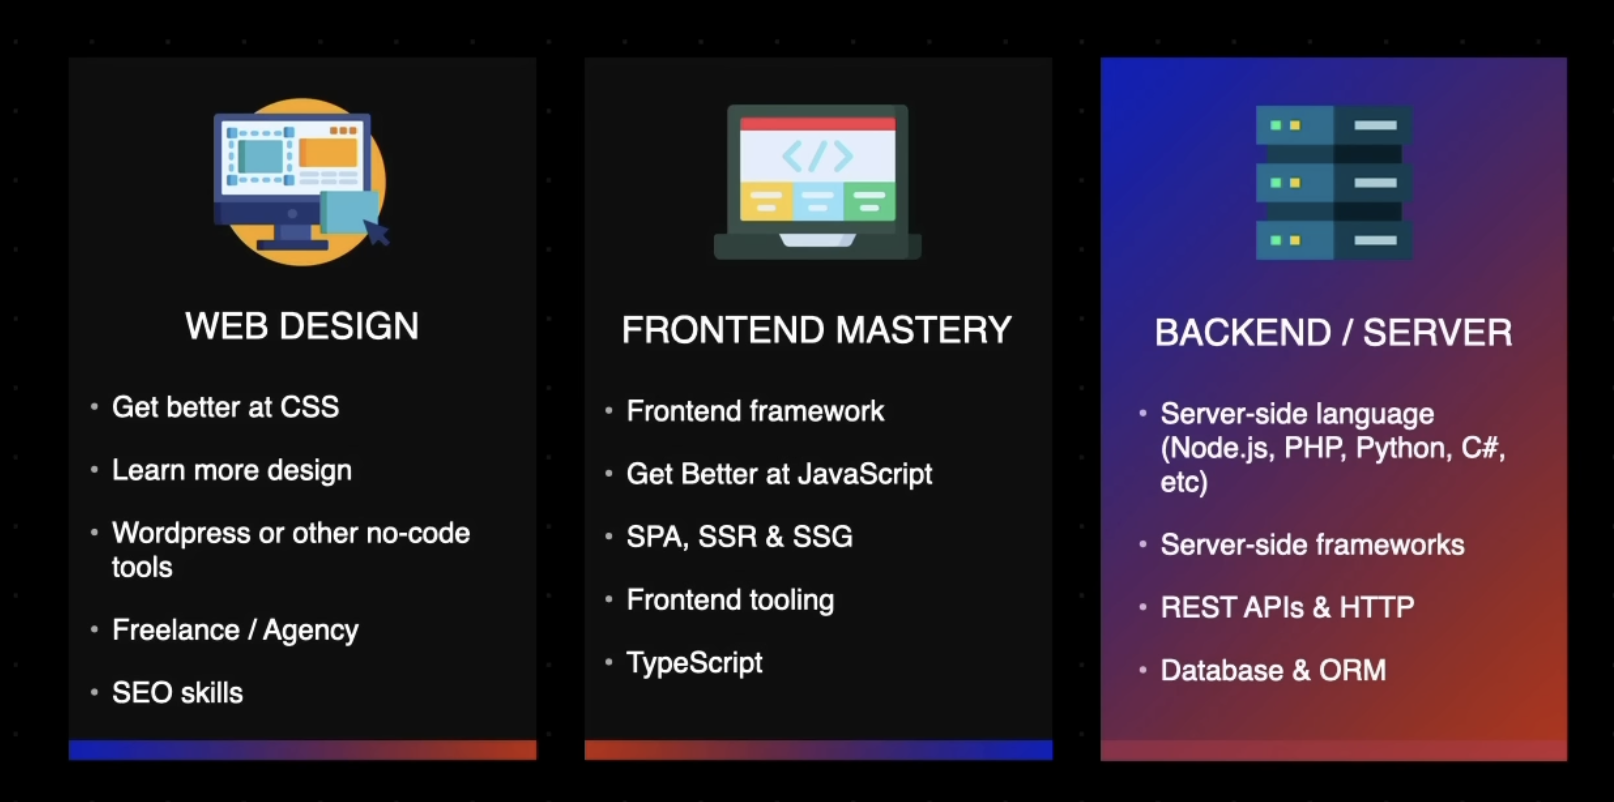 WEB DESIGN
• Get better at CSS
• Learn more design
• Wordpress or other no-code
tools
• Freelance / Agency
• SEO skills
FRONTEND MASTERY
• Frontend framework
• Get Better at JavaScript
• SPA, SSR & SSG
• Frontend tooling
• TypeScript
BACKEND / SERVER
• Server-side language
(Node.js, PHP, Python, C#,
etc)
• Server-side frameworks
• REST APIs & HTTP
• Database & ORM